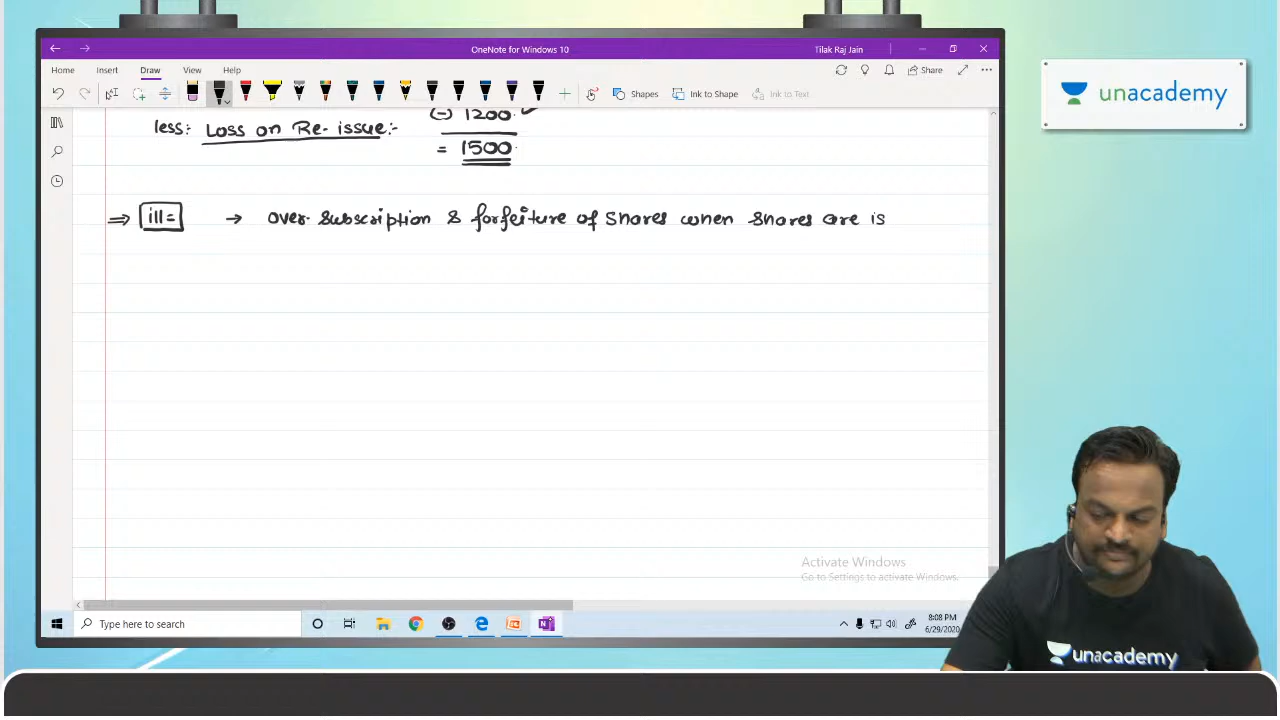 OneNote for Windows 10
Tilak Raj Jain
Home Insert Draw View Help
Share
Shapes Ink to Shape Ink to Text
unacademy
(-) 1200.
less:- Loss on Re-issue:-
= 1500.
⇒ ill= → over-subscription & forfeiture of shares when shares are is
Activate Windows
Go to Settings to activate Windows.
Type here to search
8:08 PM
6/29/2020
unacademy